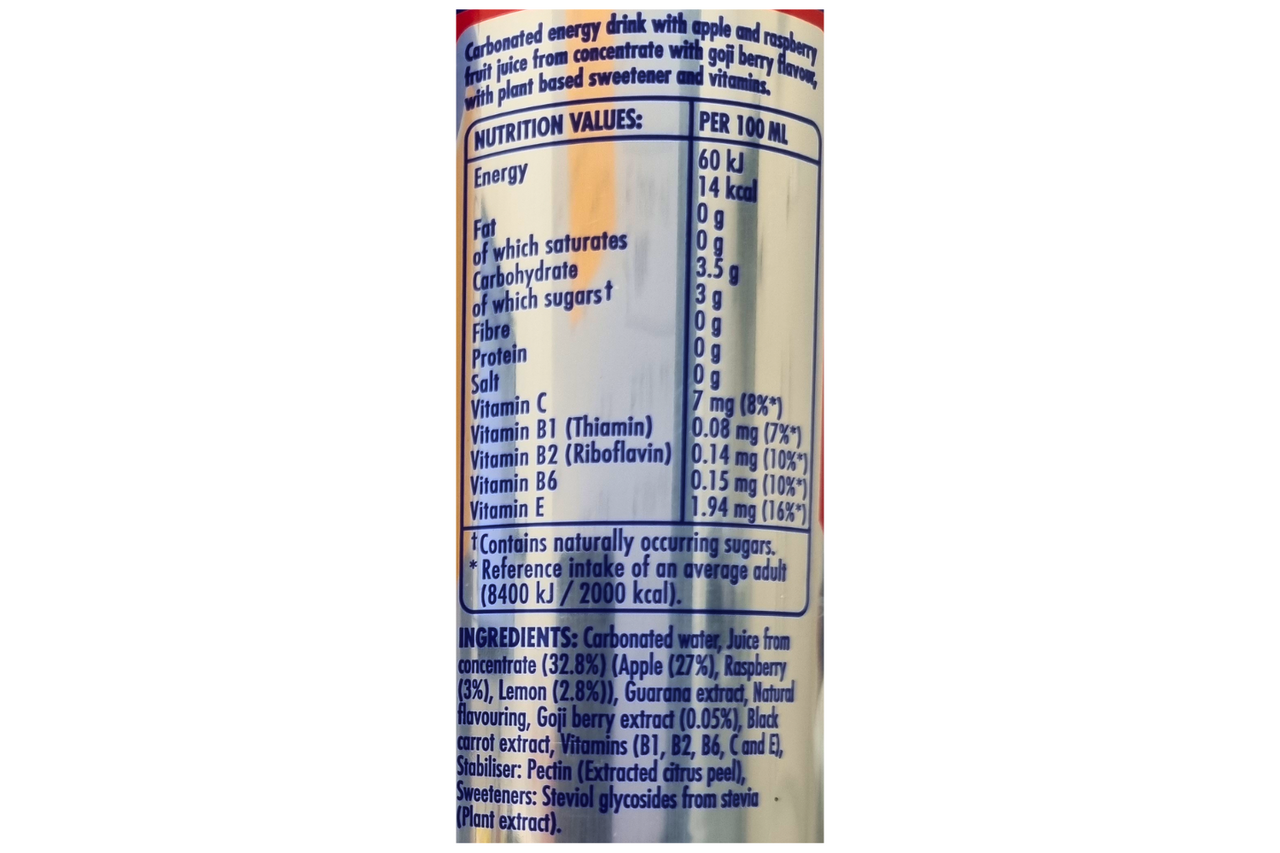 Carbonated energy drink with apple and raspberry
fruit juice from concentrate with goji berry flavour,
with plant based sweetener and vitamins.
NUTRITION VALUES: PER 100 ML
Energy 60 kJ
14 kcal
Fat 0 g
of which saturates 0 g
Carbohydrate 3.5 g
of which sugars† 3 g
Fibre 0 g
Protein 0 g
Salt 0 g
Vitamin C 7 mg (8%*)
Vitamin B1 (Thiamin) 0.08 mg (7%*)
Vitamin B2 (Riboflavin) 0.14 mg (10%*)
Vitamin B6 0.15 mg (10%*)
Vitamin E 1.94 mg (16%*)
†Contains naturally occurring sugars.
* Reference intake of an average adult
(8400 kJ / 2000 kcal).
INGREDIENTS: Carbonated water, Juice from
concentrate (32.8%) (Apple (27%), Raspberry
(3%), Lemon (2.8%)), Guarana extract, Natural
flavouring, Goji berry extract (0.05%), Black
carrot extract, Vitamins (B1, B2, B6, C and E),
Stabiliser: Pectin (Extracted citrus peel),
Sweeteners: Steviol glycosides from stevia
(Plant extract).